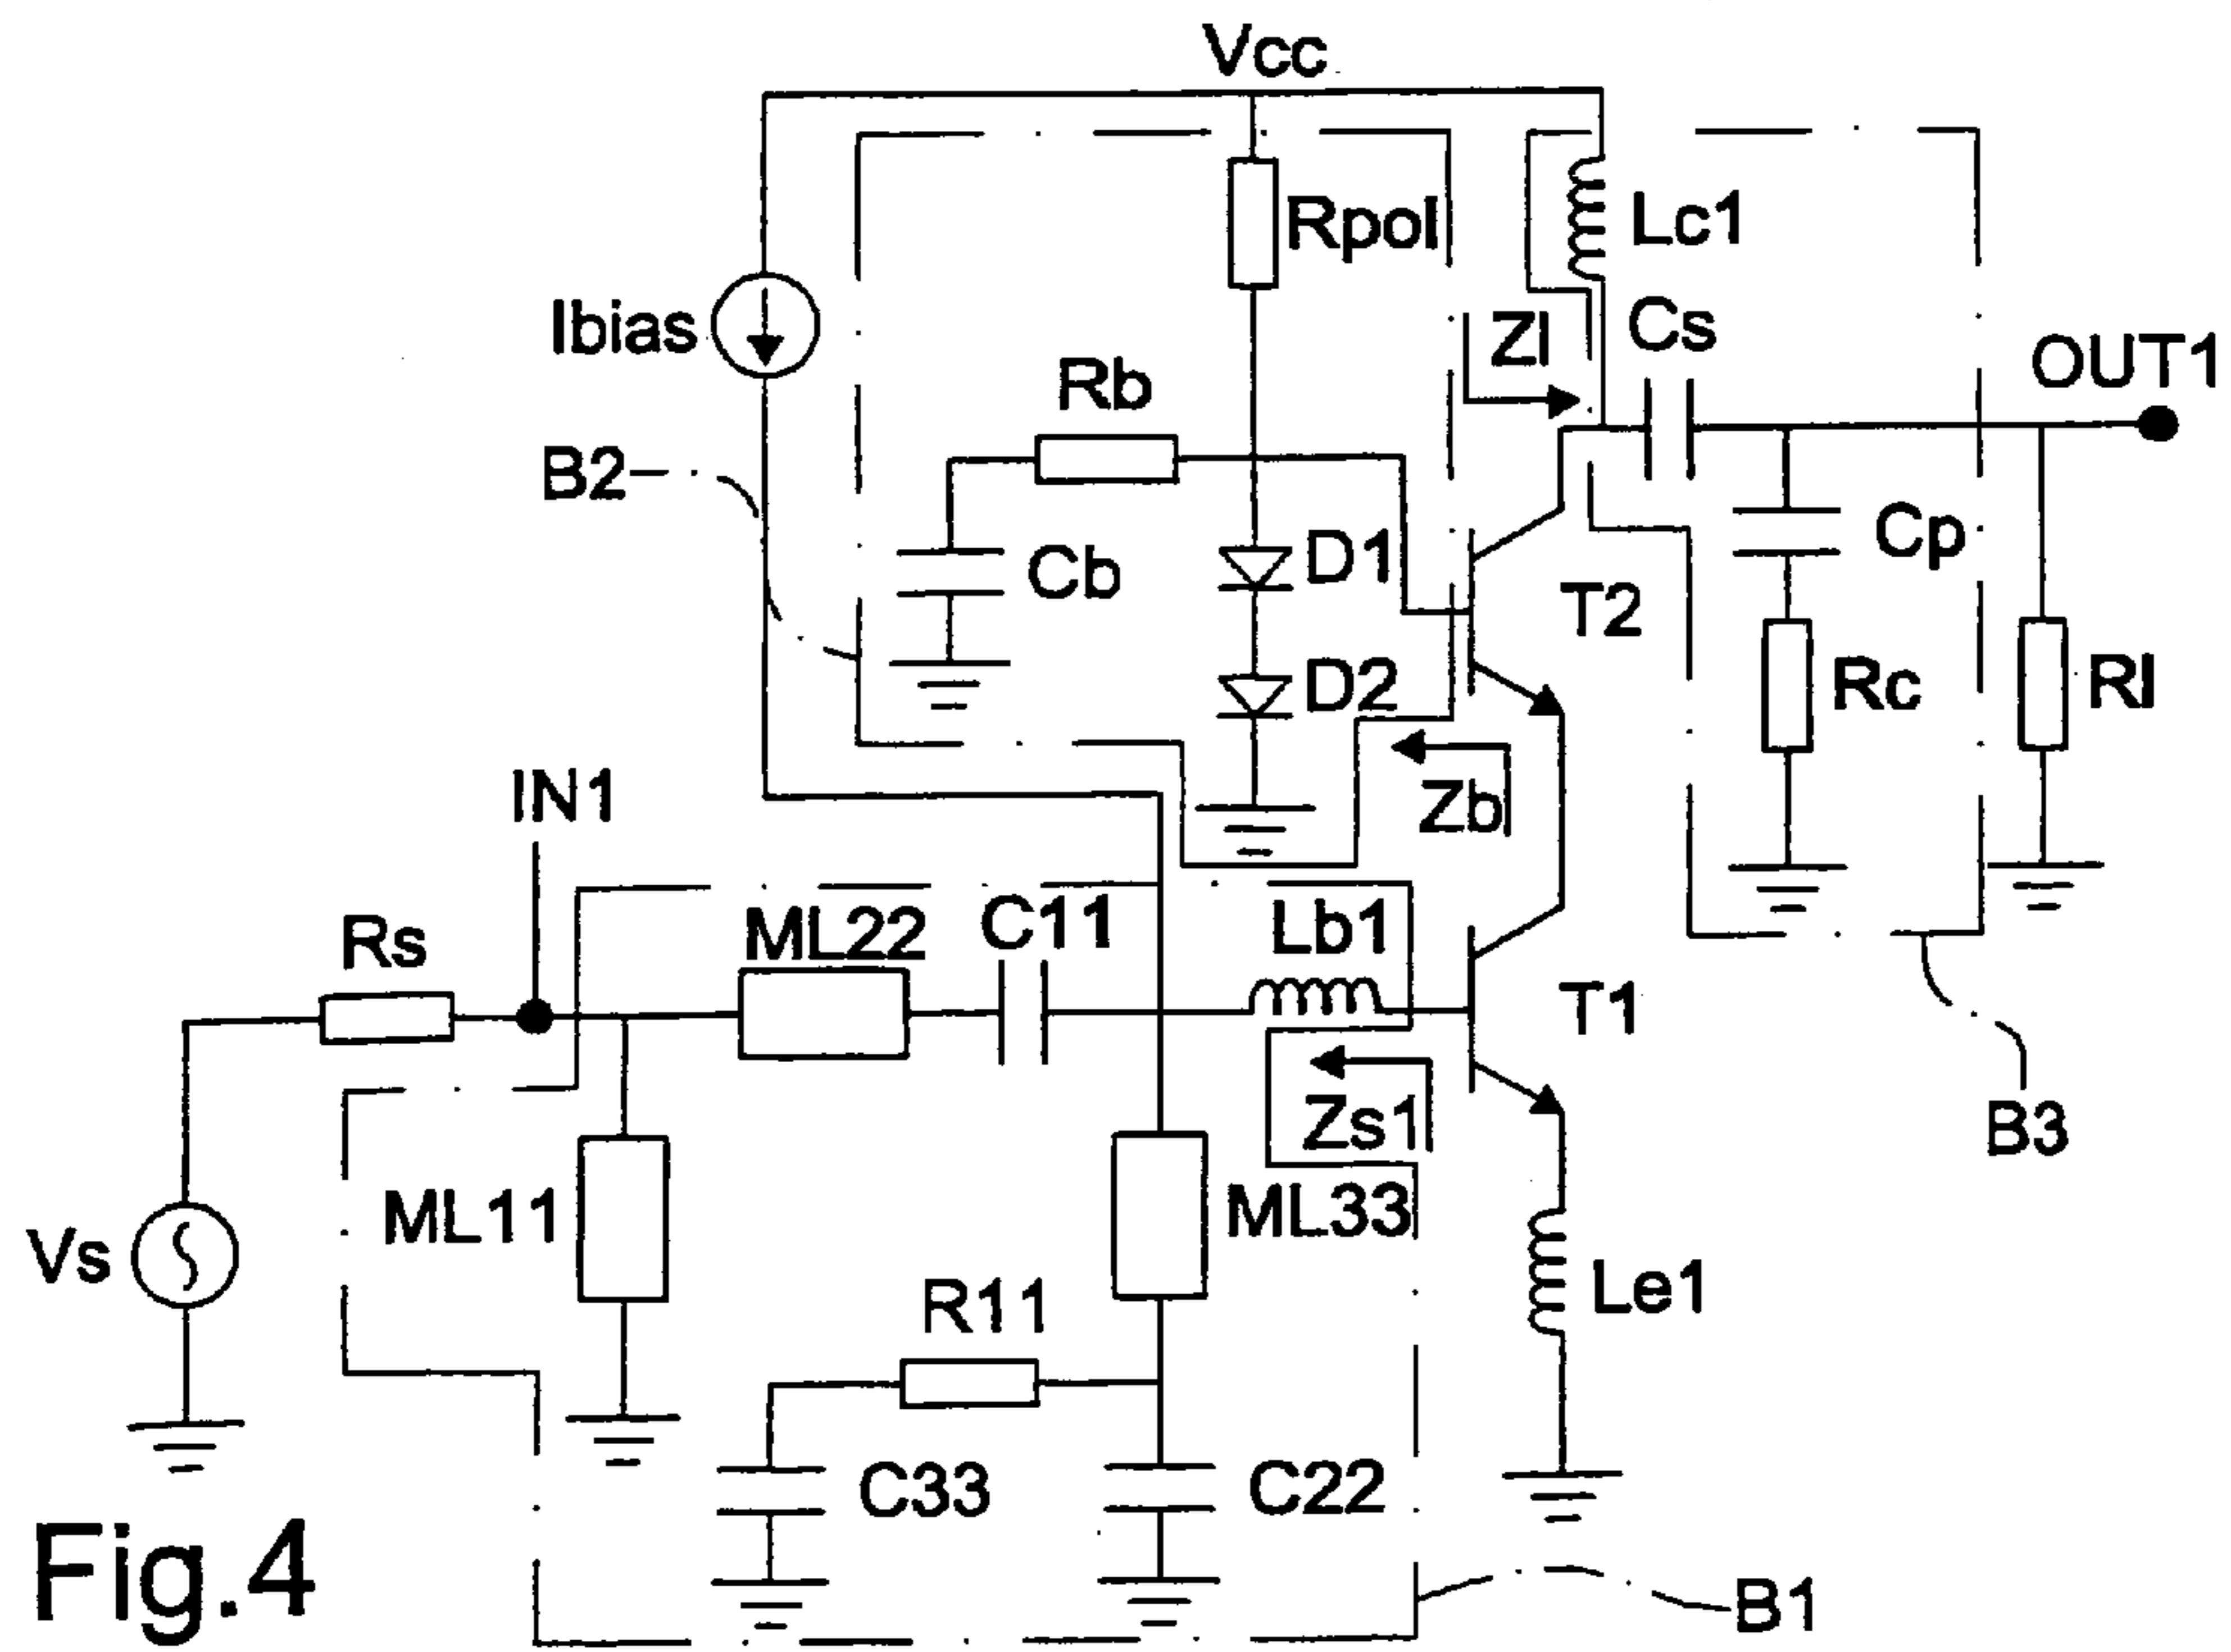 Vcc
Rpol
Lc1
Ibias
Zl
Cs
OUT1
Rb
B2
Cb
D1
Cp
T2
D2
Rc
Rl
Zb
IN1
Rs
ML22
C11
Lb1
T1
Zs1
B3
ML11
ML33
Vs
R11
Le1
C33
C22
Fig.4
B1